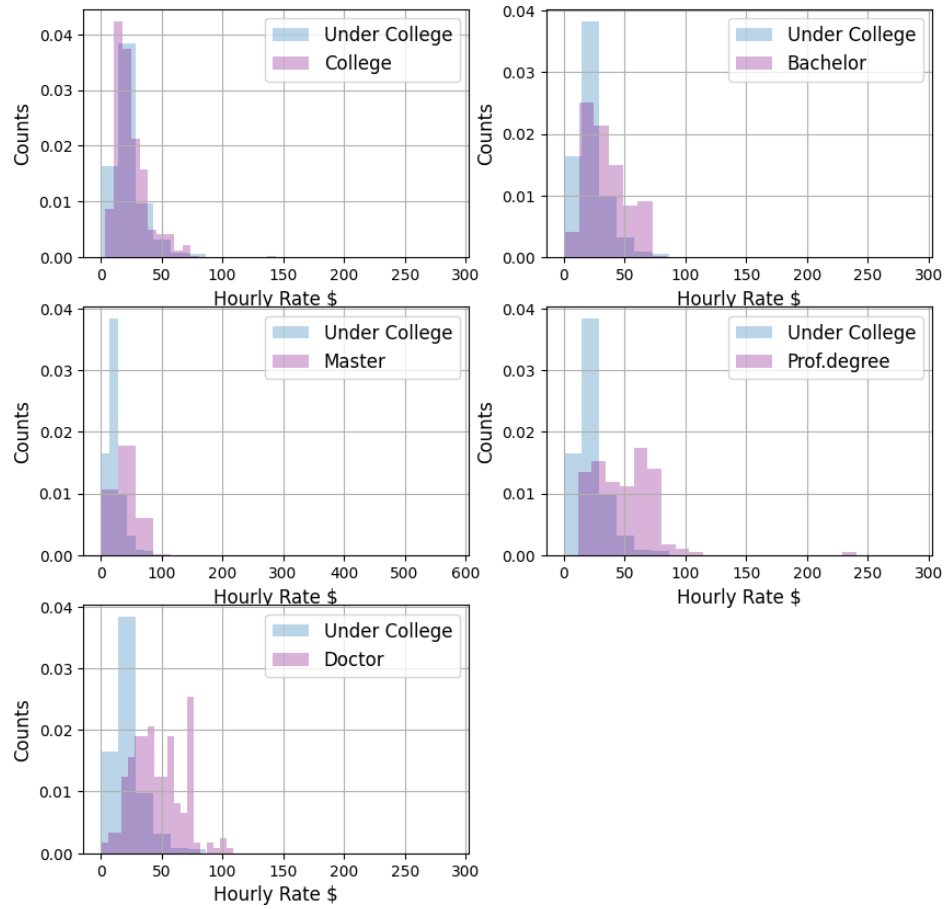 Counts
0.04
0.03
0.02
0.01
0.00
Under College
College
0 50 100 150 200 250 300
Hourly Rate $
Counts
0.04
0.03
0.02
0.01
0.00
Under College
Bachelor
0 50 100 150 200 250 300
Hourly Rate $
Counts
0.04
0.03
0.02
0.01
0.00
Under College
Master
0 100 200 300 400 500 600
Hourly Rate $
Counts
0.04
0.03
0.02
0.01
0.00
Under College
Prof.degree
0 50 100 150 200 250 300
Hourly Rate $
Counts
0.04
0.03
0.02
0.01
0.00
Under College
Doctor
0 50 100 150 200 250 300
Hourly Rate $